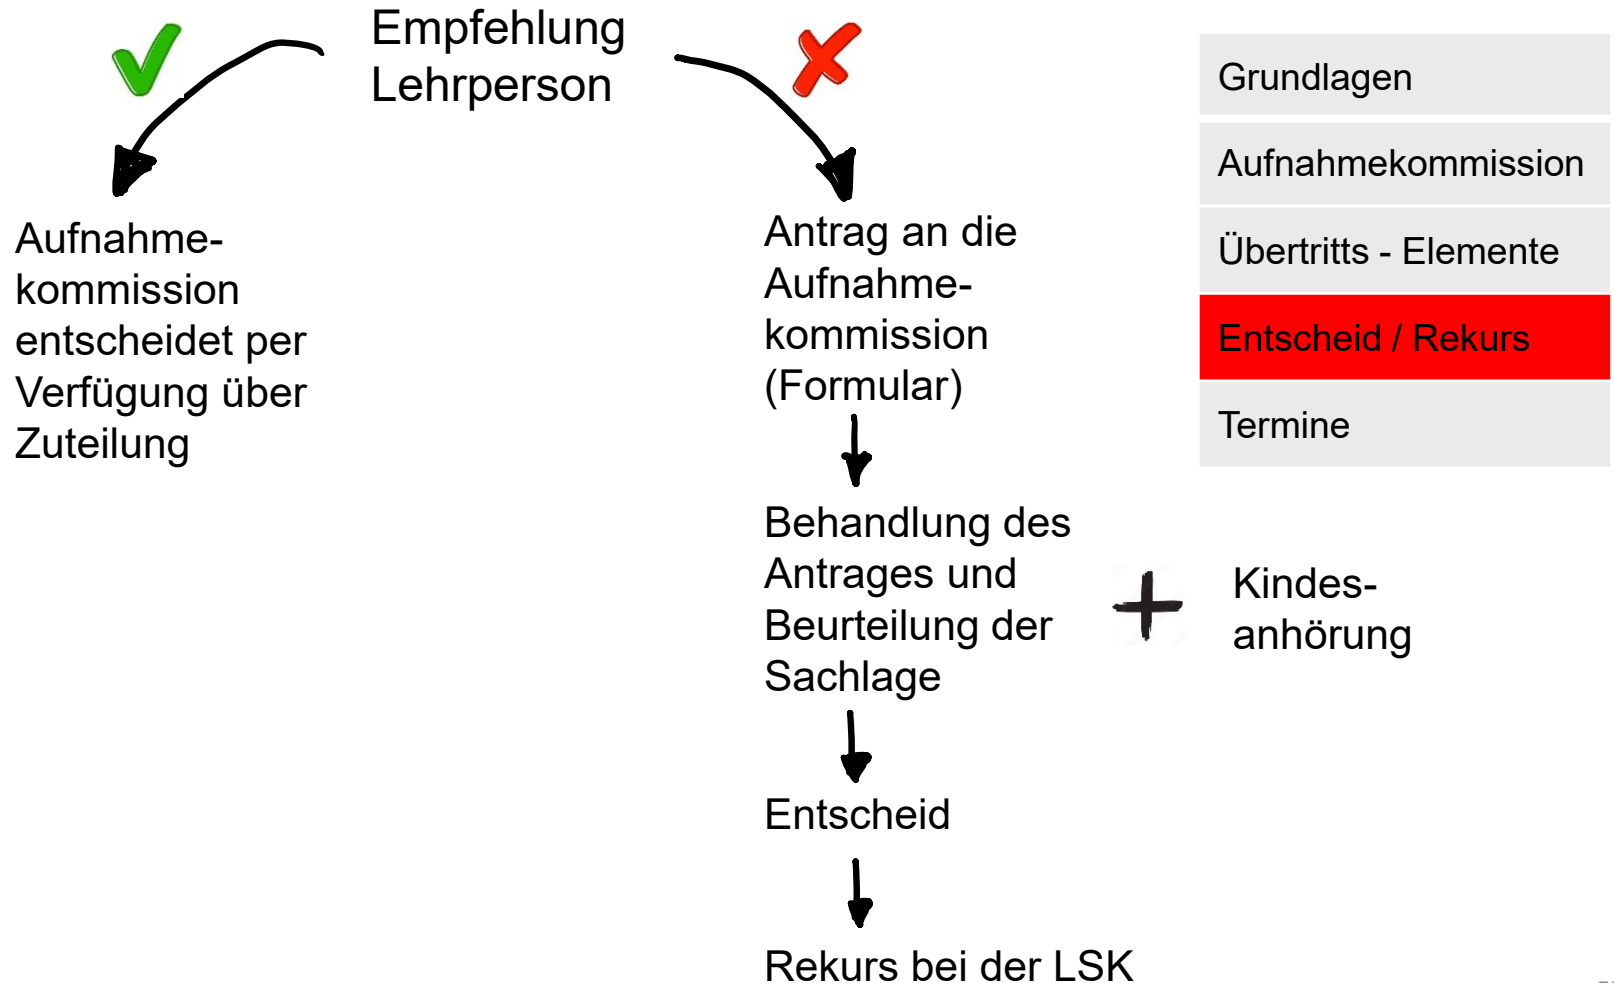 Empfehlung
Lehrperson
Aufnahme-
kommission
entscheidet per
Verfügung über
Zuteilung
Antrag an die
Aufnahme-
kommission
(Formular)
Behandlung des
Antrages und
Beurteilung der
Sachlage
Kindes-
anhörung
Entscheid
Rekurs bei der LSK
Grundlagen
Aufnahmekommission
Übertritts - Elemente
Entscheid / Rekurs
Termine